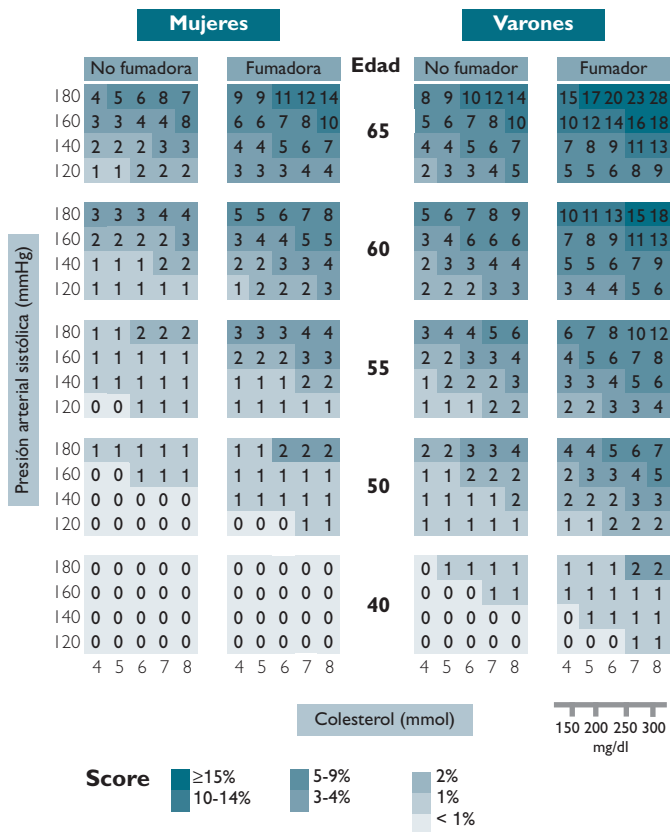 Mujeres Varones
No fumadora Fumadora Edad No fumador Fumador
180 4 5 6 8 7 9 9 11 12 14 8 9 10 12 14 15 17 20 23 28
160 3 3 4 4 8 6 6 7 8 10 5 6 7 8 10 10 12 14 16 18
65
140 2 2 2 3 3 4 4 5 6 7 4 4 5 6 7 7 8 9 11 13
120 1 1 2 2 2 3 3 3 4 4 2 3 3 4 5 5 5 6 8 9
180 3 3 3 4 4 5 5 6 7 8 5 6 7 8 9 10 11 13 15 18
160 2 2 2 2 3 3 4 4 5 5 3 4 6 6 6 7 8 9 11 13
60
140 1 1 1 2 2 2 2 3 3 4 2 3 3 4 4 5 5 6 7 9
120 1 1 1 1 1 1 2 2 2 3 2 2 2 3 3 3 4 4 5 6
180 1 1 2 2 2 3 3 3 4 4 3 4 4 5 6 6 7 8 10 12
160 1 1 1 1 1 2 2 2 3 3 2 2 3 3 4 4 5 6 7 8
55
140 1 1 1 1 1 1 1 1 2 2 1 2 2 2 3 3 3 4 5 6
120 0 0 1 1 1 1 1 1 1 1 1 1 1 2 2 2 2 3 3 4
180 1 1 1 1 1 1 1 2 2 2 2 2 3 3 4 4 4 5 6 7
160 0 0 1 1 1 1 1 1 1 1 1 1 2 2 2 2 3 3 4 5
50
140 0 0 0 0 0 1 1 1 1 1 1 1 1 1 2 2 2 2 3 3
120 0 0 0 0 0 0 0 0 1 1 1 1 1 1 1 1 1 2 2 2
180 0 0 0 0 0 0 0 0 0 0 0 1 1 1 1 1 1 1 2 2
160 0 0 0 0 0 0 0 0 0 0 0 0 0 1 1 1 1 1 1 1
40
140 0 0 0 0 0 0 0 0 0 0 0 0 0 0 0 0 1 1 1 1
120 0 0 0 0 0 0 0 0 0 0 0 0 0 0 0 0 0 0 1 1
4 5 6 7 8 4 5 6 7 8 4 5 6 7 8 4 5 6 7 8
Presión arterial sistólica (mmHg)
Colesterol (mmol)
150 200 250 300
mg/dl
Score ≥15% 5-9% 2%
10-14% 3-4% 1%
< 1%